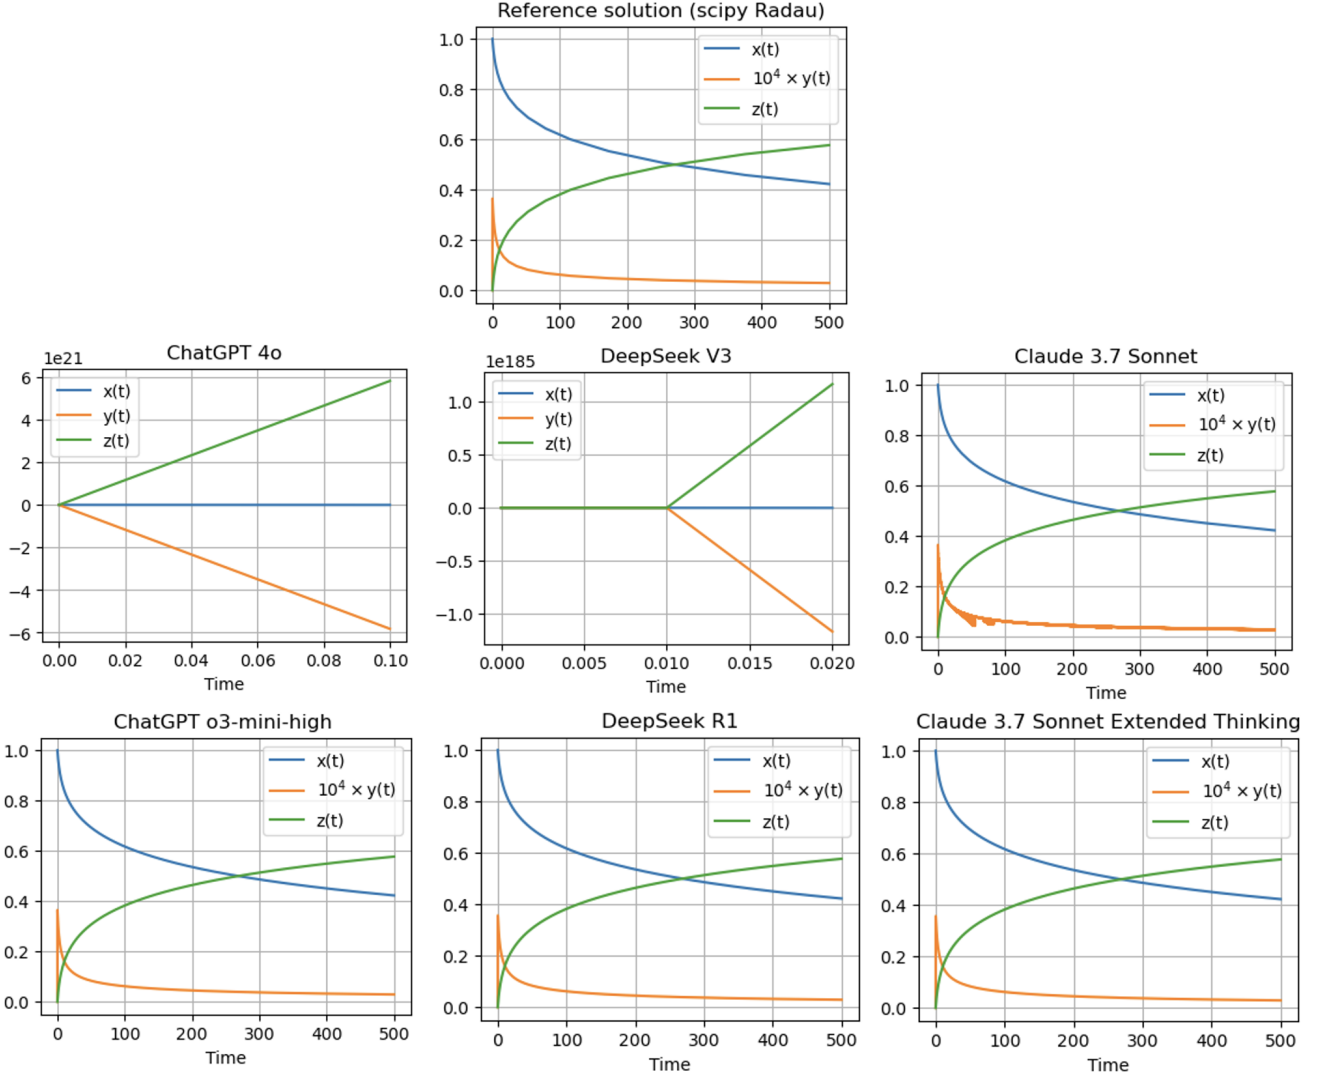 Reference solution (scipy Radau)
1.0
0.8
0.6
0.4
0.2
0.0
x(t)
10⁴ × y(t)
z(t)
0 100 200 300 400 500
ChatGPT 4o
1e21
6
4
2
0
−2
−4
−6
x(t)
y(t)
z(t)
0.00 0.02 0.04 0.06 0.08 0.10
Time
DeepSeek V3
1e185
1.0
0.5
0.0
−0.5
−1.0
x(t)
y(t)
z(t)
0.000 0.005 0.010 0.015 0.020
Time
Claude 3.7 Sonnet
1.0
0.8
0.6
0.4
0.2
0.0
x(t)
10⁴ × y(t)
z(t)
0 100 200 300 400 500
Time
ChatGPT o3-mini-high
1.0
0.8
0.6
0.4
0.2
0.0
x(t)
10⁴ × y(t)
z(t)
0 100 200 300 400 500
Time
DeepSeek R1
1.0
0.8
0.6
0.4
0.2
0.0
x(t)
10⁴ × y(t)
z(t)
0 100 200 300 400 500
Time
Claude 3.7 Sonnet Extended Thinking
1.0
0.8
0.6
0.4
0.2
0.0
x(t)
10⁴ × y(t)
z(t)
0 100 200 300 400 500
Time